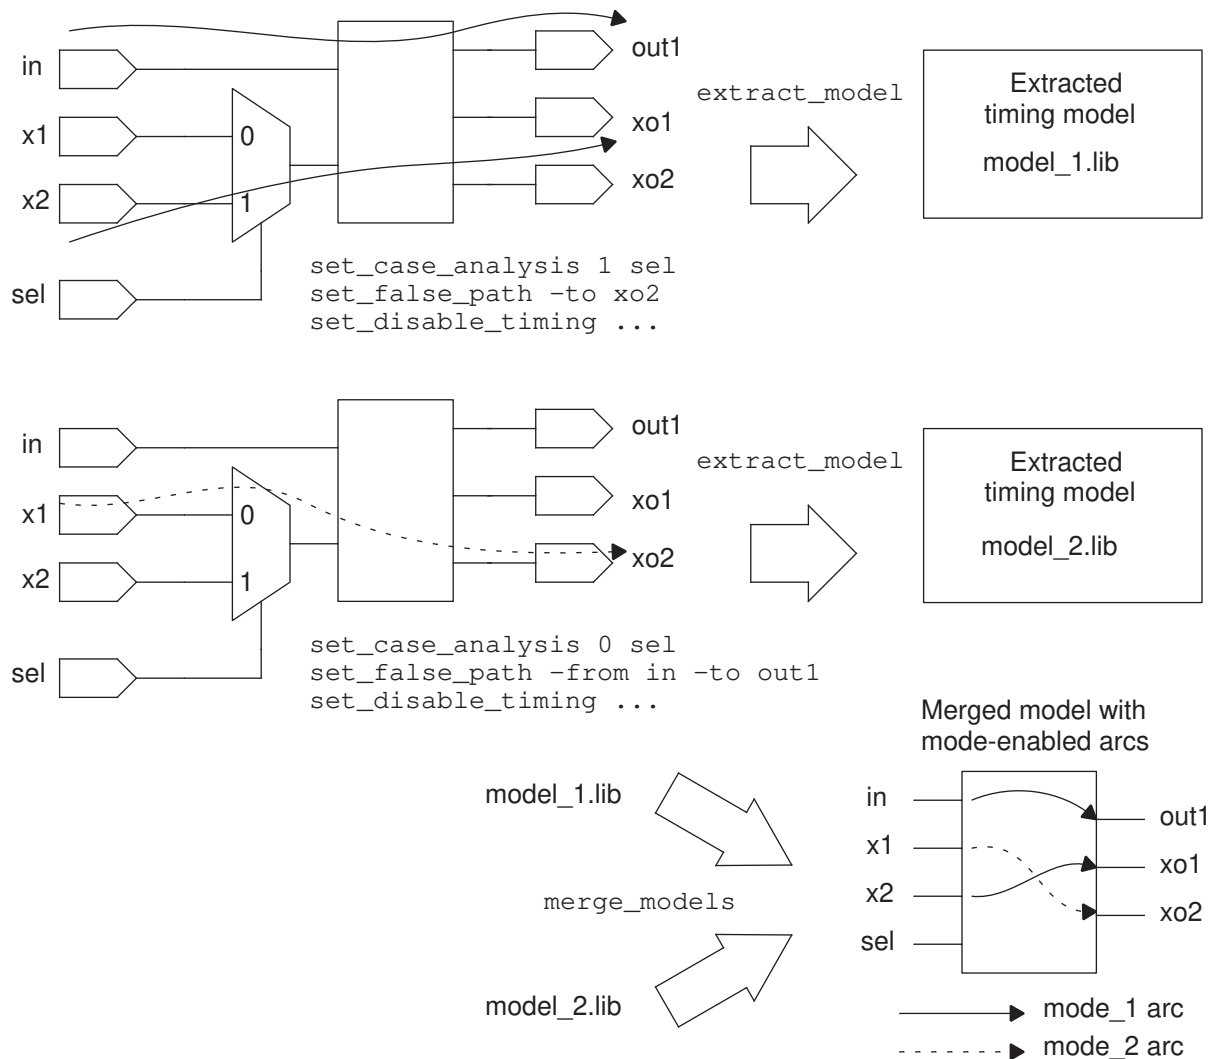 in
x1
x2
sel
0
1
out1
xo1
xo2
extract_model
Extracted
timing model
model_1.lib
set_case_analysis 1 sel
set_false_path −to xo2
set_disable_timing ...
in
x1
x2
sel
0
1
out1
xo1
xo2
extract_model
Extracted
timing model
model_2.lib
set_case_analysis 0 sel
set_false_path −from in −to out1
set_disable_timing ...
model_1.lib
merge_models
model_2.lib
Merged model with
mode-enabled arcs
in
x1
x2
sel
out1
xo1
xo2
mode_1 arc
mode_2 arc